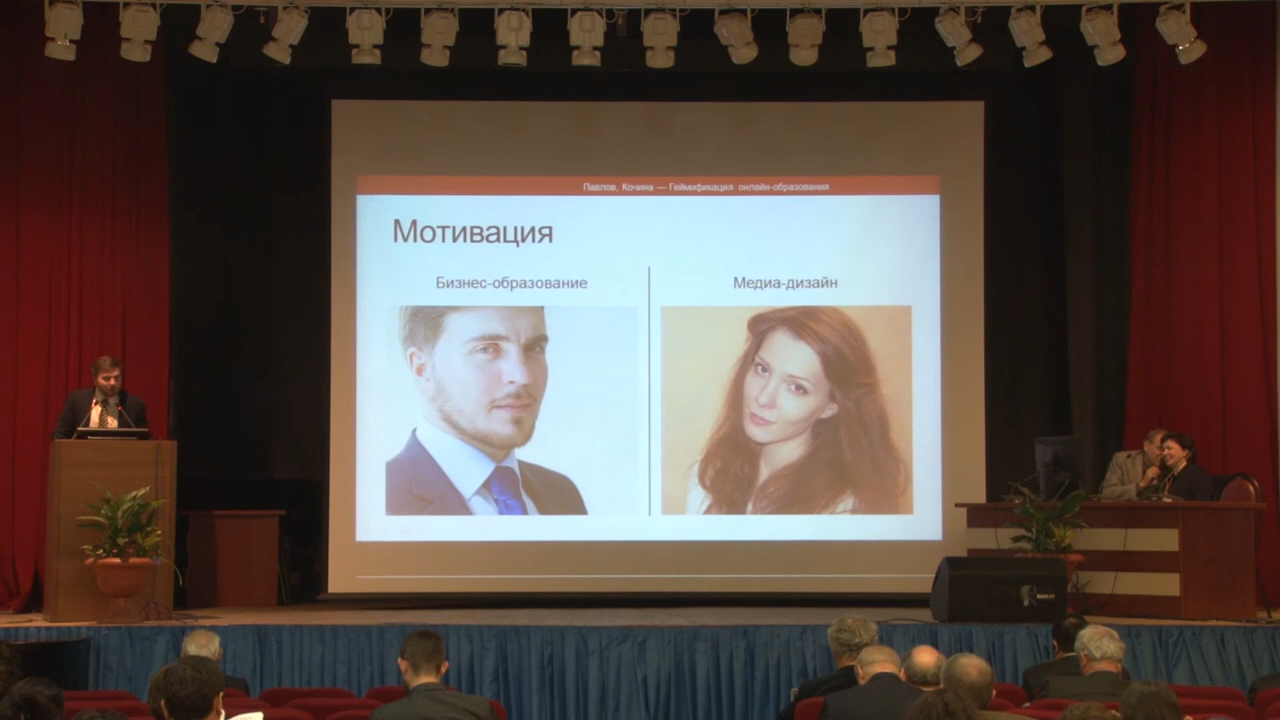 Павлов, Кочина — Геймификация онлайн-образования
Мотивация
Бизнес-образование
Медиа-дизайн